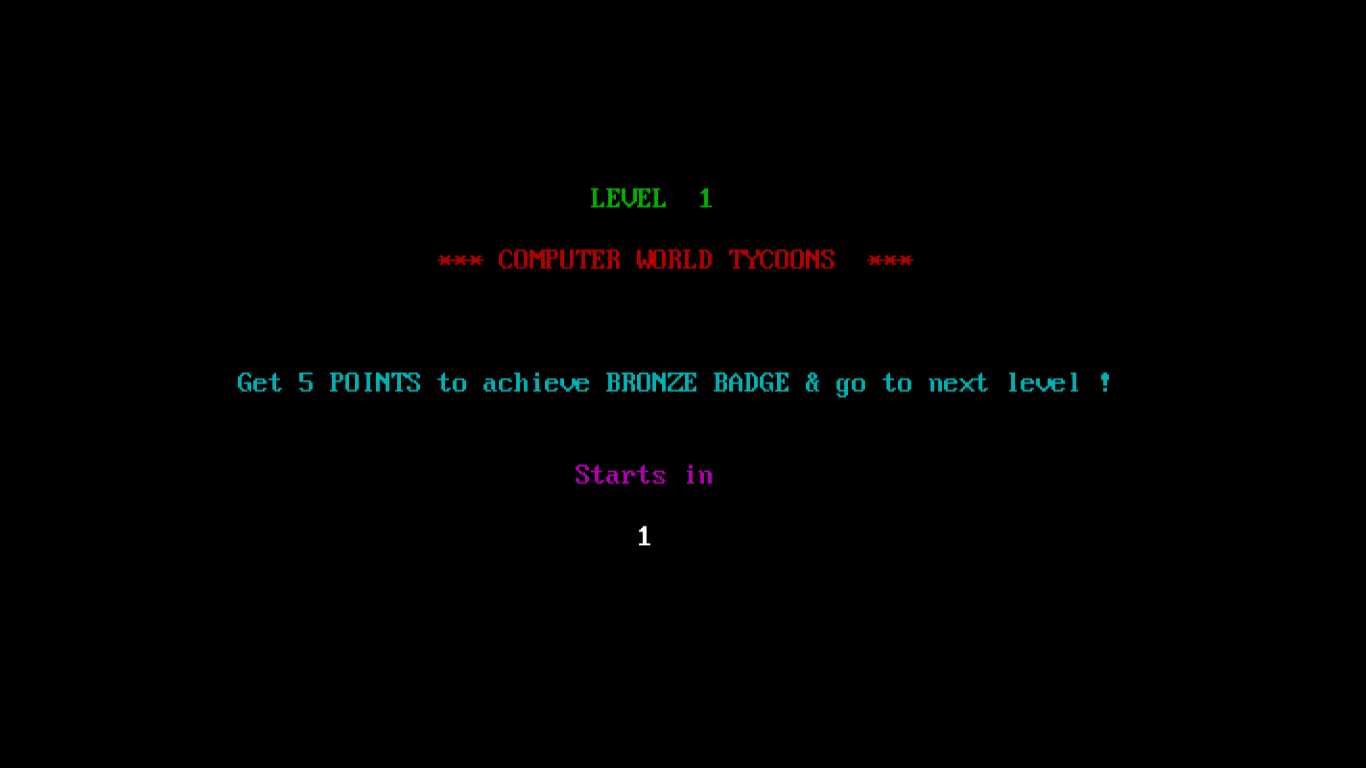 LEVEL  1
*** COMPUTER WORLD TYCOONS  ***
Get 5 POINTS to achieve BRONZE BADGE & go to next level !
Starts in
1